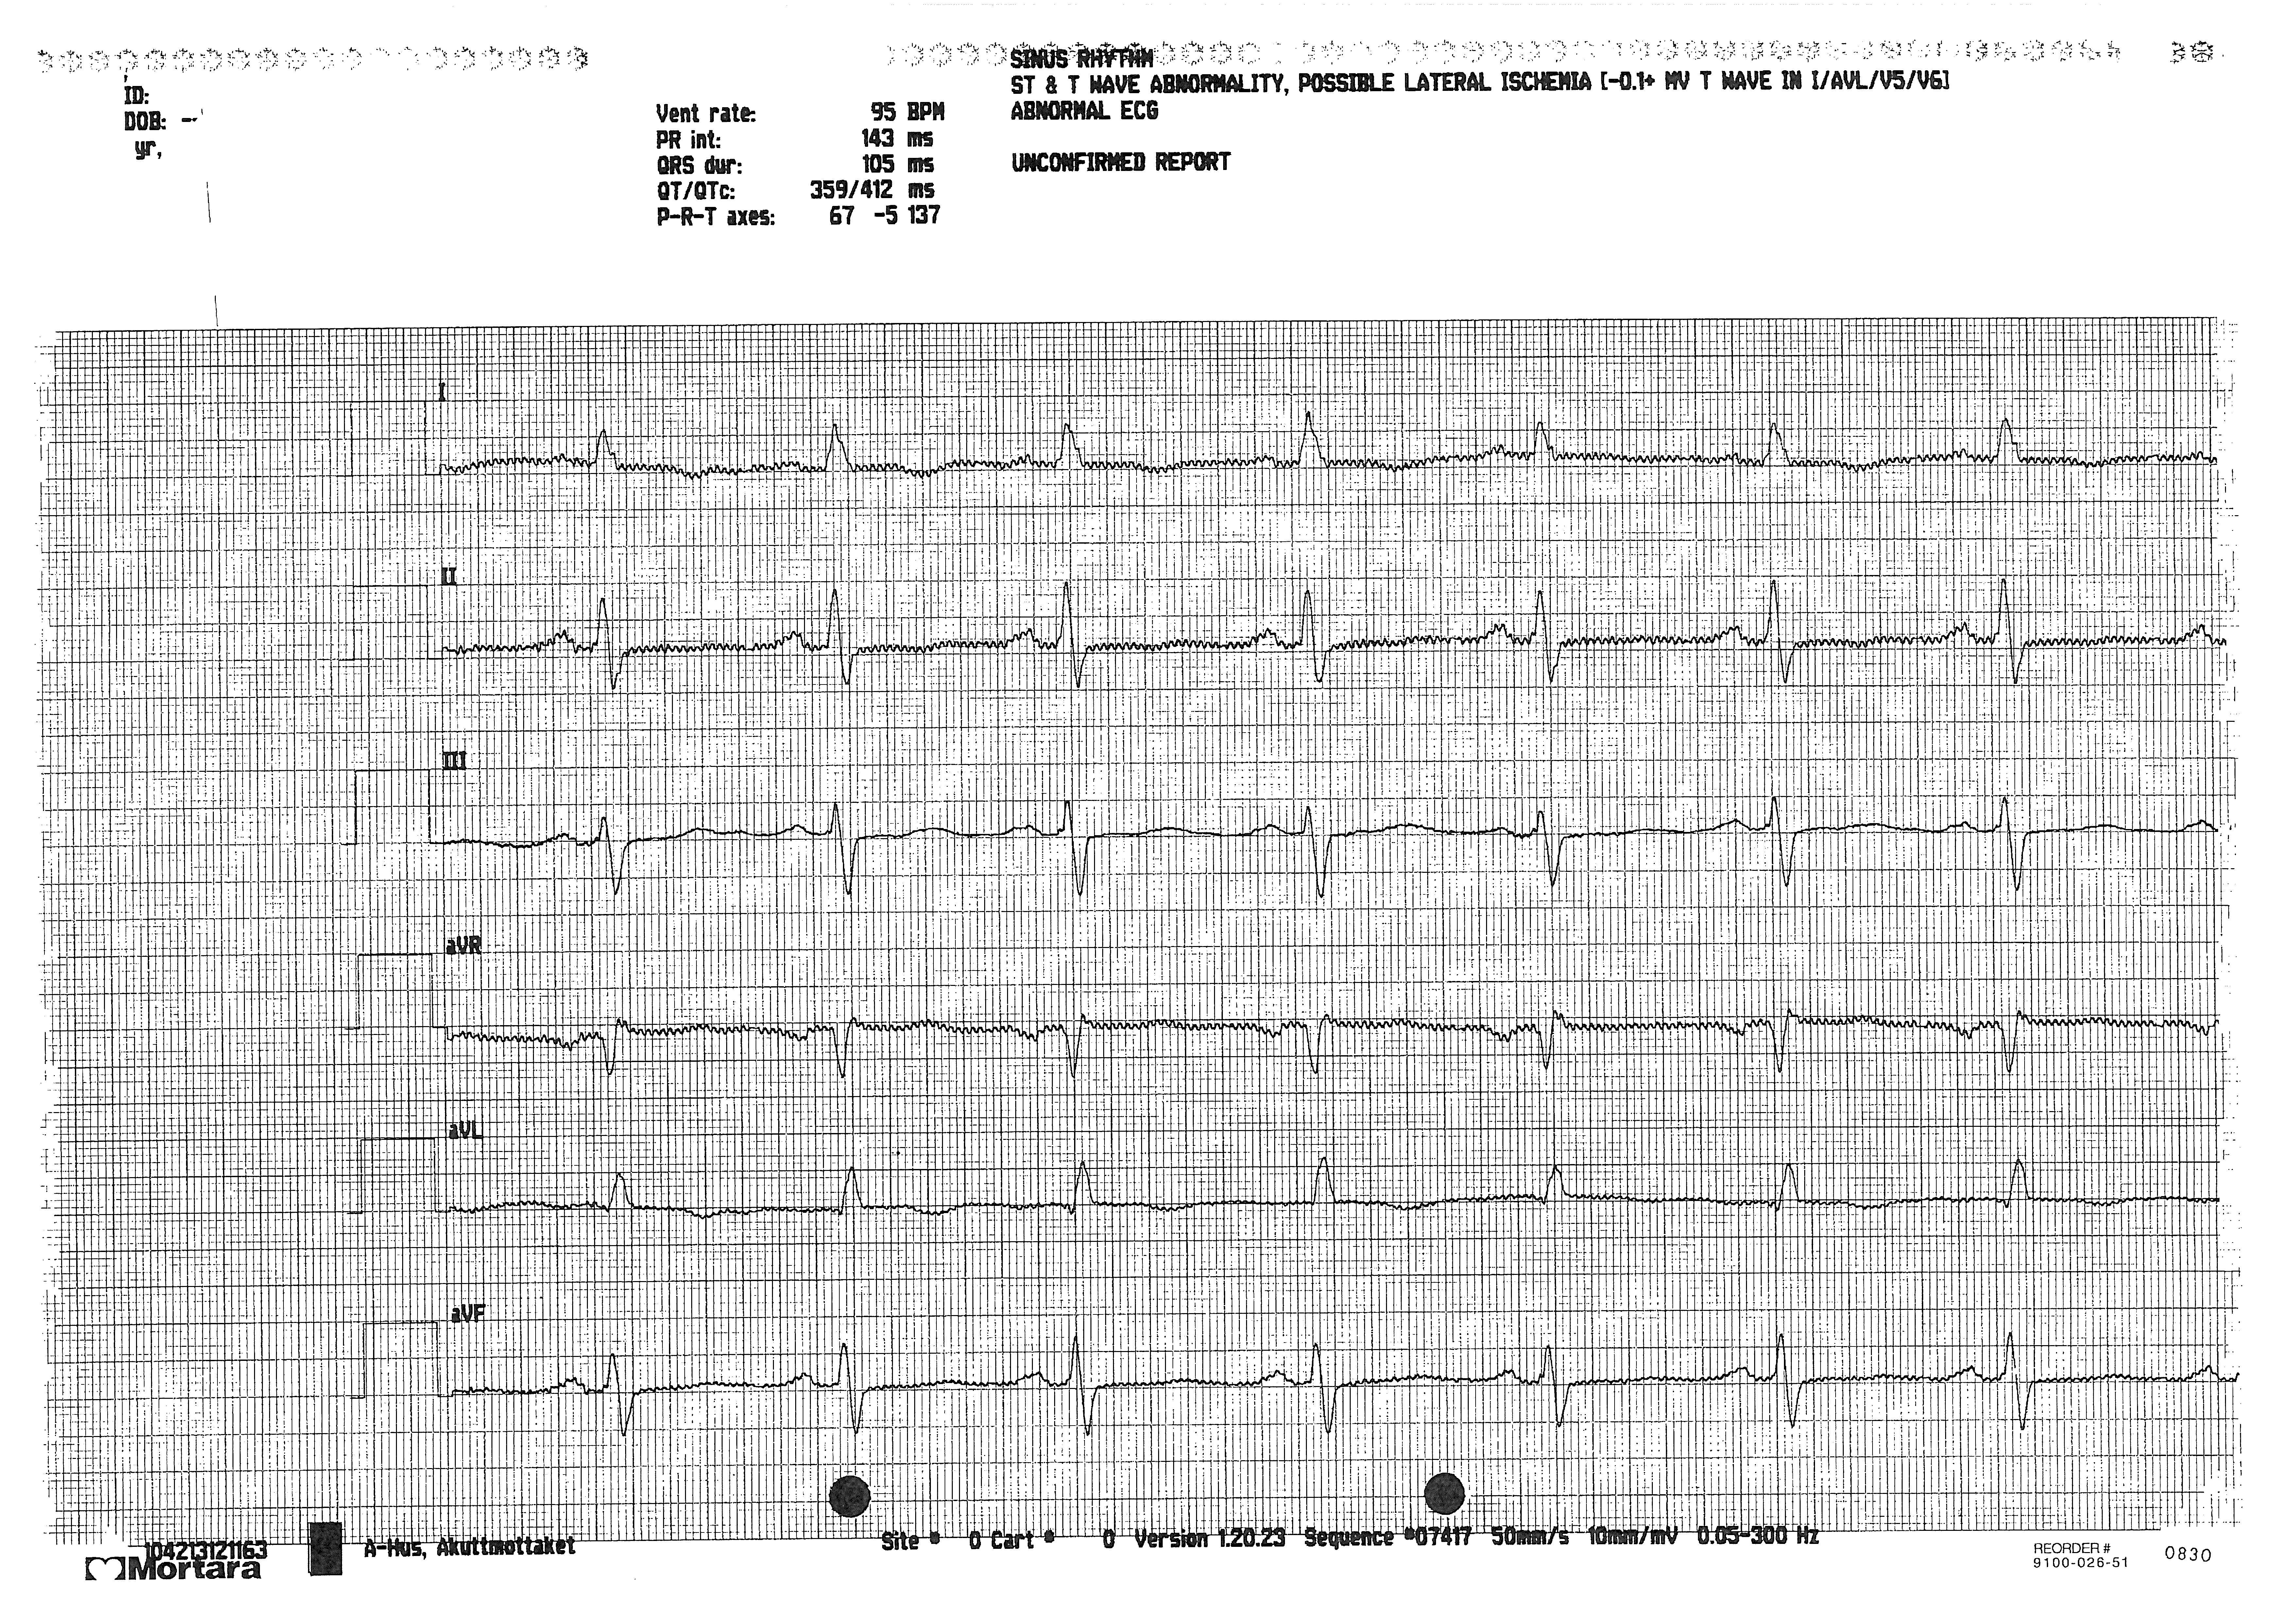 SINUS RHYTHM
ST & T WAVE ABNORMALITY, POSSIBLE LATERAL ISCHEMIA [-0.1+ MV T WAVE IN I/AVL/V5/V6]
ABNORMAL ECG
UNCONFIRMED REPORT
ID:
DOB: --
yr,
Vent rate: 95 BPM
PR int: 143 ms
QRS dur: 105 ms
QT/QTc: 359/412 ms
P-R-T axes: 67 -5 137
I
II
III
aVR
aVL
aVF
104213121163 A-Hus, Akuttmottaket Site # 0 Cart # 0 Version 1.20.23 Sequence #07417 50mm/s 10mm/mV 0.05-300 Hz
Mortara
REORDER #
9100-026-51
0830